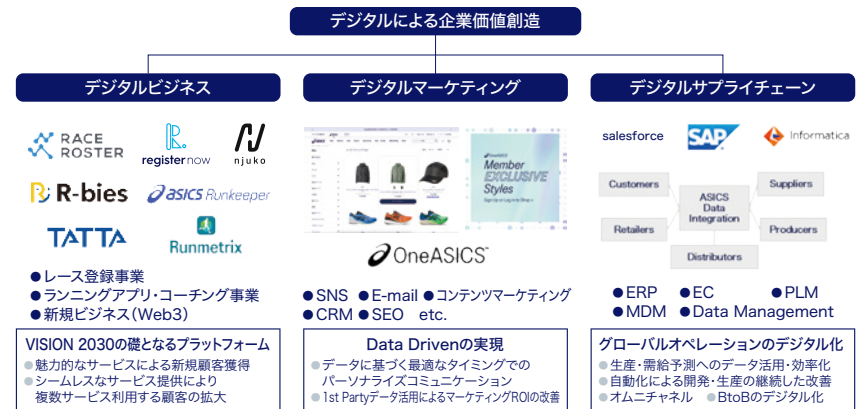 デジタルによる企業価値創造
デジタルビジネス
RACE
ROSTER
R.
register now
njuko
R-bies
asics Runkeeper
TATTA
Runmetrix
●レース登録事業
●ランニングアプリ・コーチング事業
●新規ビジネス（Web3）
VISION 2030の礎となるプラットフォーム
●魅力的なサービスによる新規顧客獲得
●シームレスなサービス提供により
複数サービス利用する顧客の拡大
デジタルマーケティング
Member
EXCLUSIVE
Styles
OneASICS™
●SNS ●E-mail ●コンテンツマーケティング
●CRM ●SEO etc.
Data Drivenの実現
●データに基づく最適なタイミングでの
パーソナライズコミュニケーション
●1st Partyデータ活用によるマーケティングROIの改善
デジタルサプライチェーン
salesforce
SAP
Informatica
Customers
Suppliers
ASICS
Data
Integration
Retailers
Producers
Distributors
●ERP ●EC ●PLM
●MDM ●Data Management
グローバルオペレーションのデジタル化
●生産・需給予測へのデータ活用・効率化
●自動化による開発・生産の継続した改善
●オムニチャネル ●BtoBのデジタル化